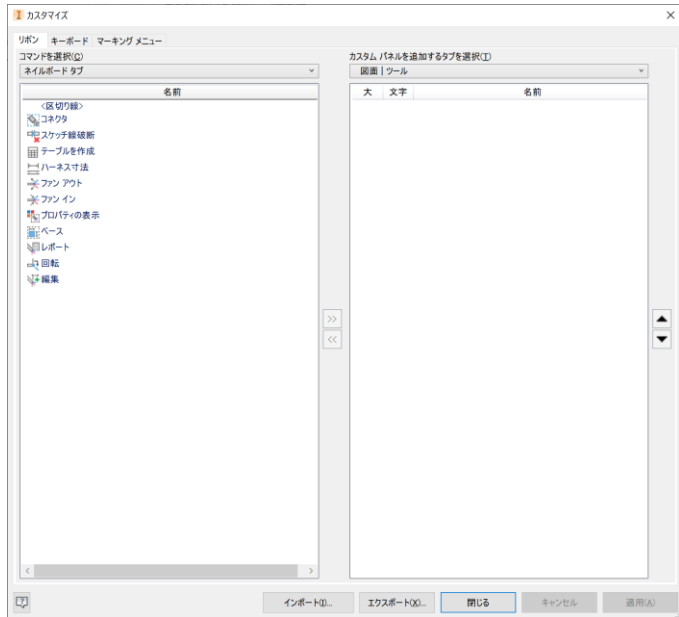 カスタマイズ
リボン キーボード マーキング メニュー
コマンドを選択(C)
ネイルボード タブ
名前
<区切り線>
コネクタ
スケッチ線破断
テーブルを作成
ハーネス寸法
ファン アウト
ファン イン
プロパティの表示
ベース
レポート
回転
編集
>>
<<
カスタム パネルを追加するタブを選択(T)
図面 | ツール
大 文字 名前
インポート(I)... エクスポート(X)... 閉じる キャンセル 適用(A)